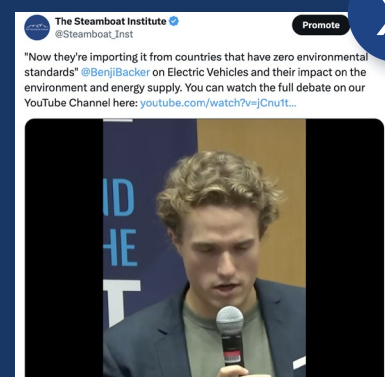 The Steamboat Institute
@Steamboat_Inst
Promote
"Now they're importing it from countries that have zero environmental
standards" @BenjiBacker on Electric Vehicles and their impact on the
environment and energy supply. You can watch the full debate on our
YouTube Channel here: youtube.com/watch?v=jCnu1t...
ID
HE
T